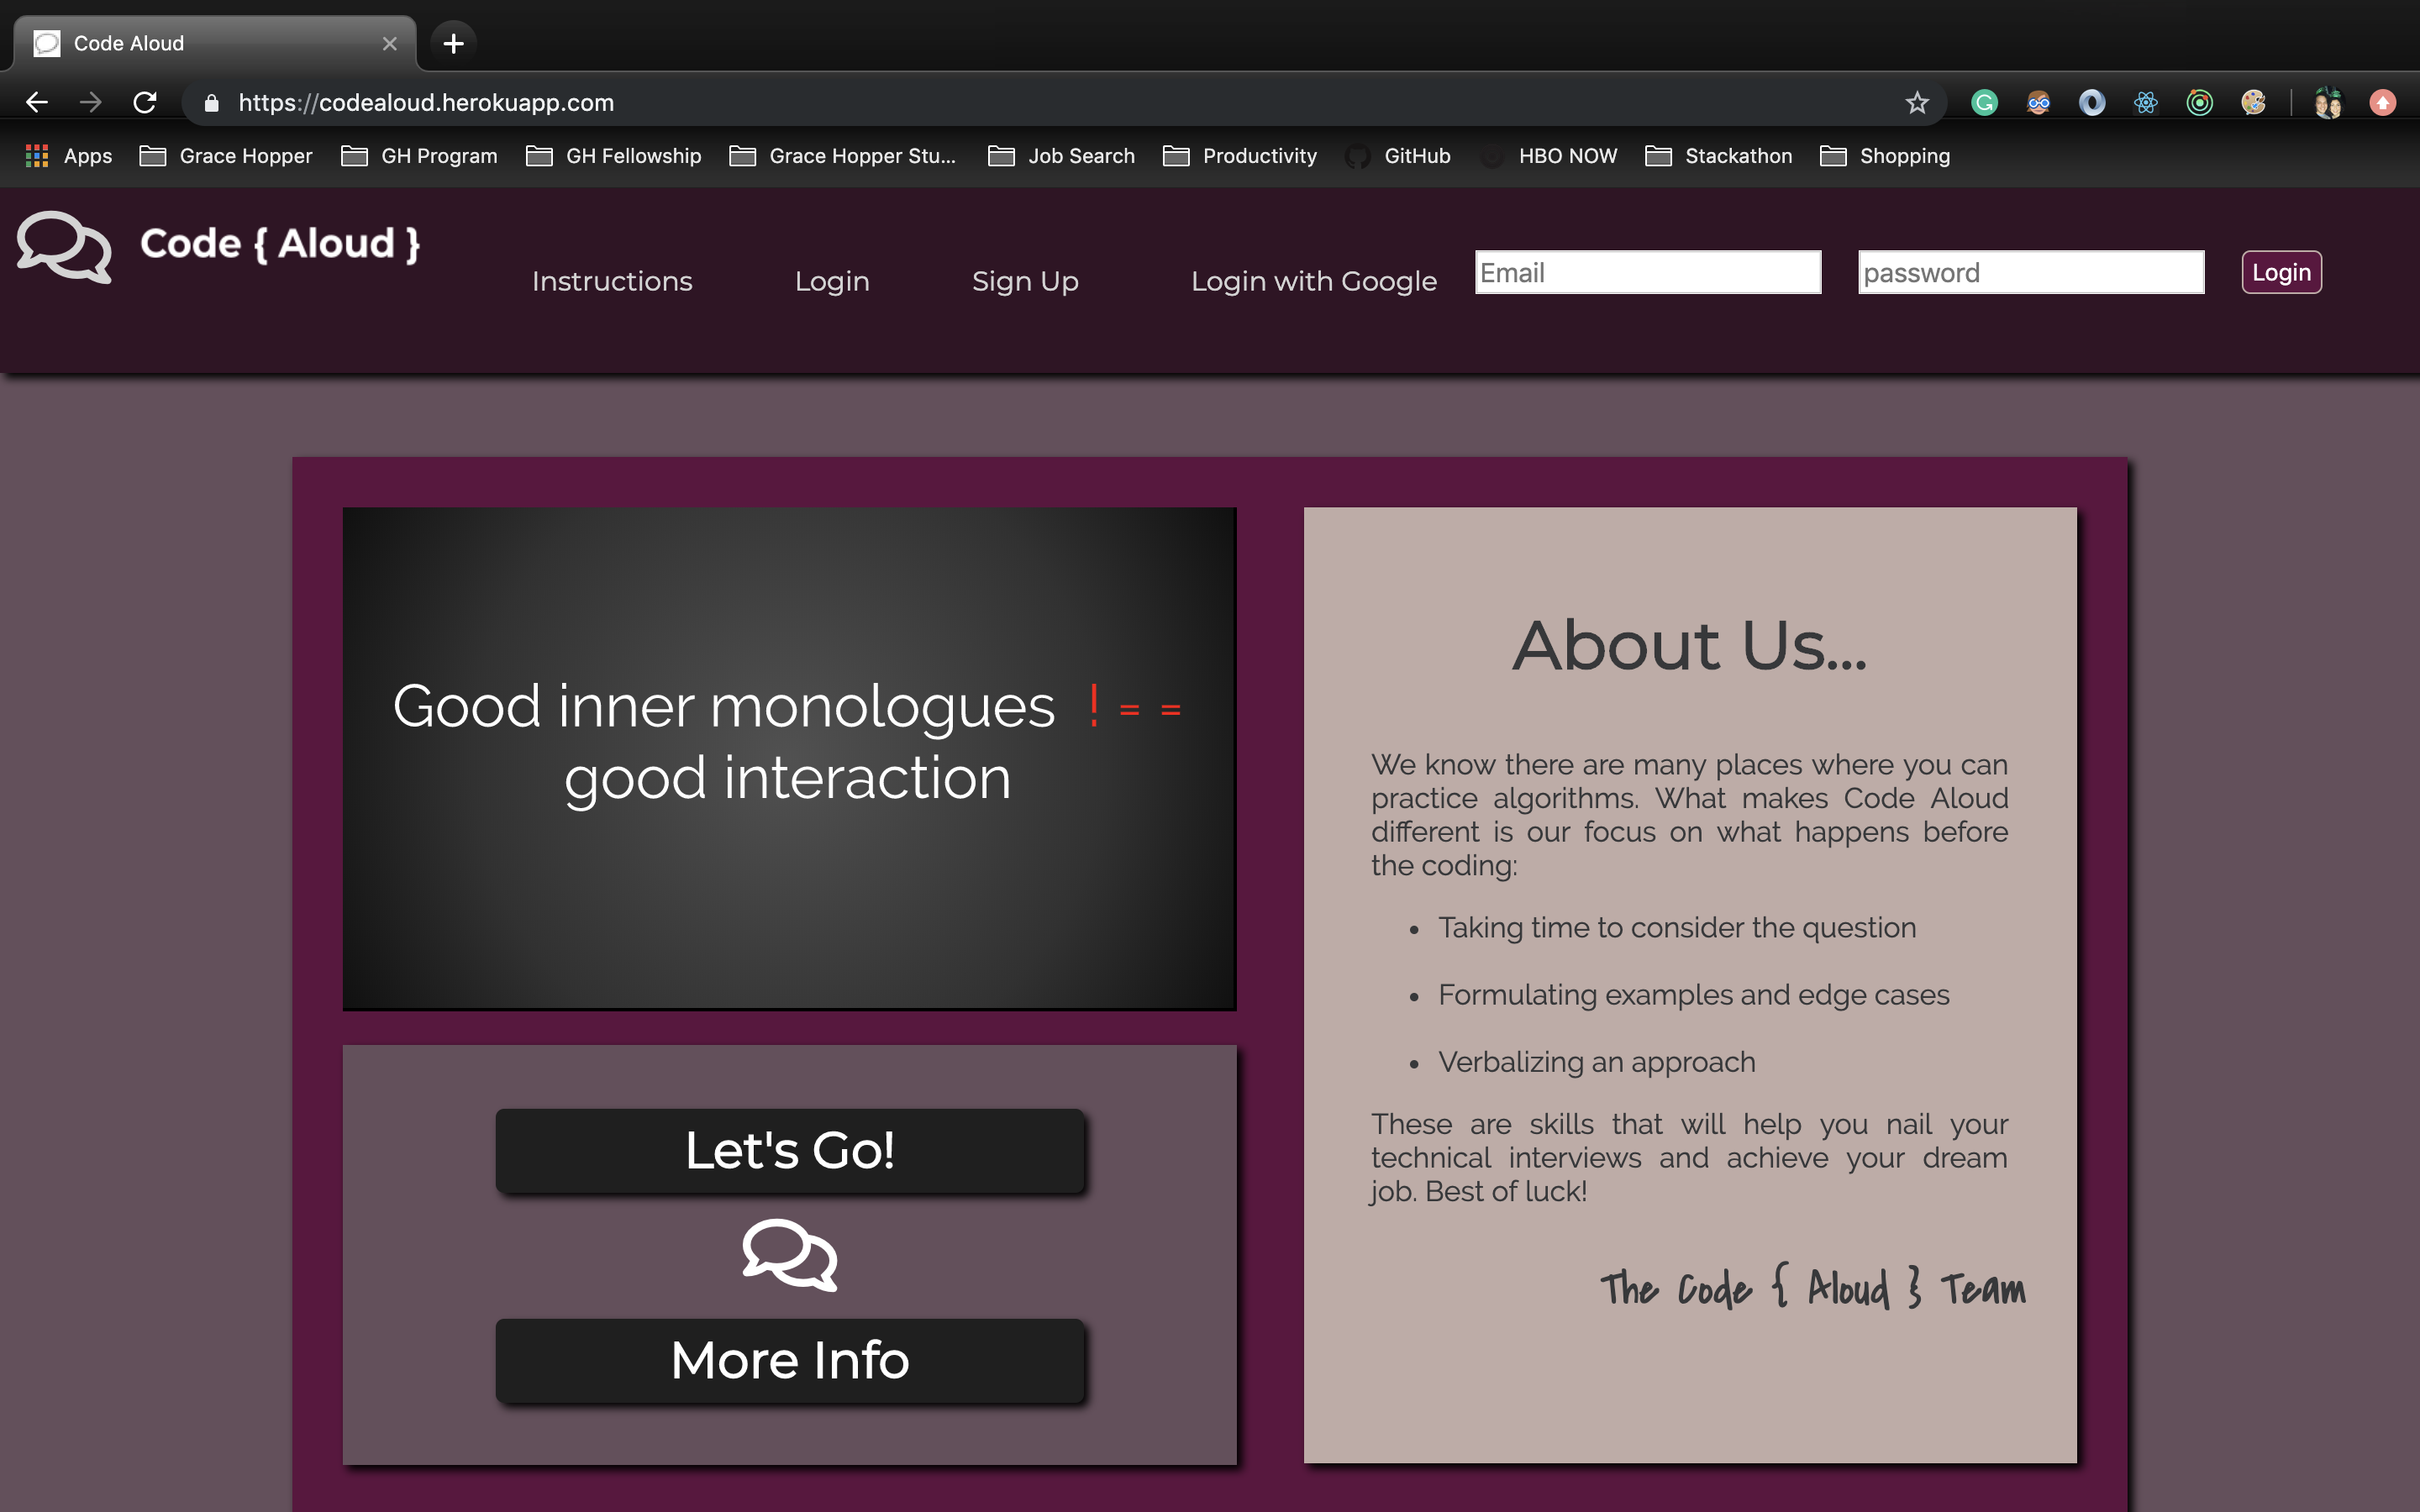 Code Aloud
https://codealoud.herokuapp.com
Apps Grace Hopper GH Program GH Fellowship Grace Hopper Stu... Job Search Productivity GitHub HBO NOW Stackathon Shopping
Code { Aloud }
Instructions Login Sign Up Login with Google Email password Login
Good inner monologues !==
good interaction
Let's Go!
More Info
About Us...
We know there are many places where you can
practice algorithms. What makes Code Aloud
different is our focus on what happens before
the coding:
• Taking time to consider the question
• Formulating examples and edge cases
• Verbalizing an approach
These are skills that will help you nail your
technical interviews and achieve your dream
job. Best of luck!
The Code { Aloud } Team